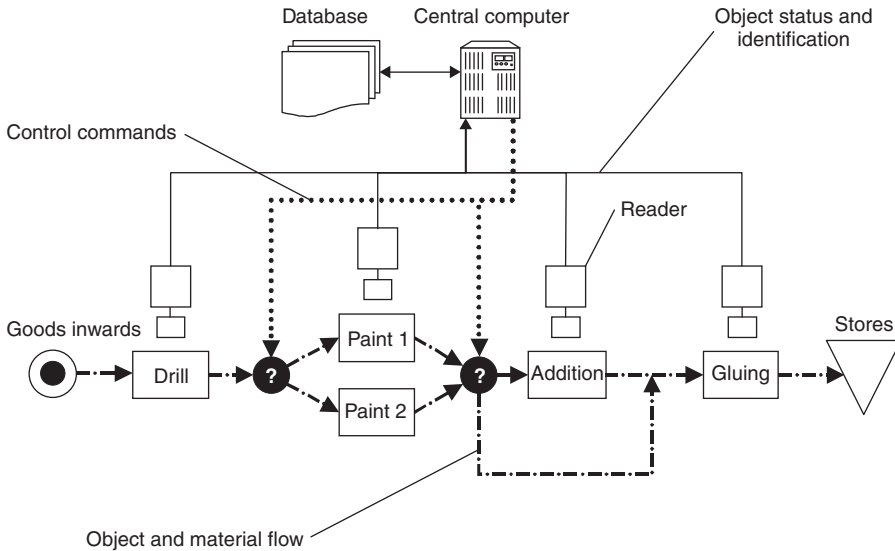 Database
Central computer
Object status and
identification
Control commands
Reader
Goods inwards
Stores
Paint 1
Drill
?
?
Addition
Gluing
Paint 2
Object and material flow